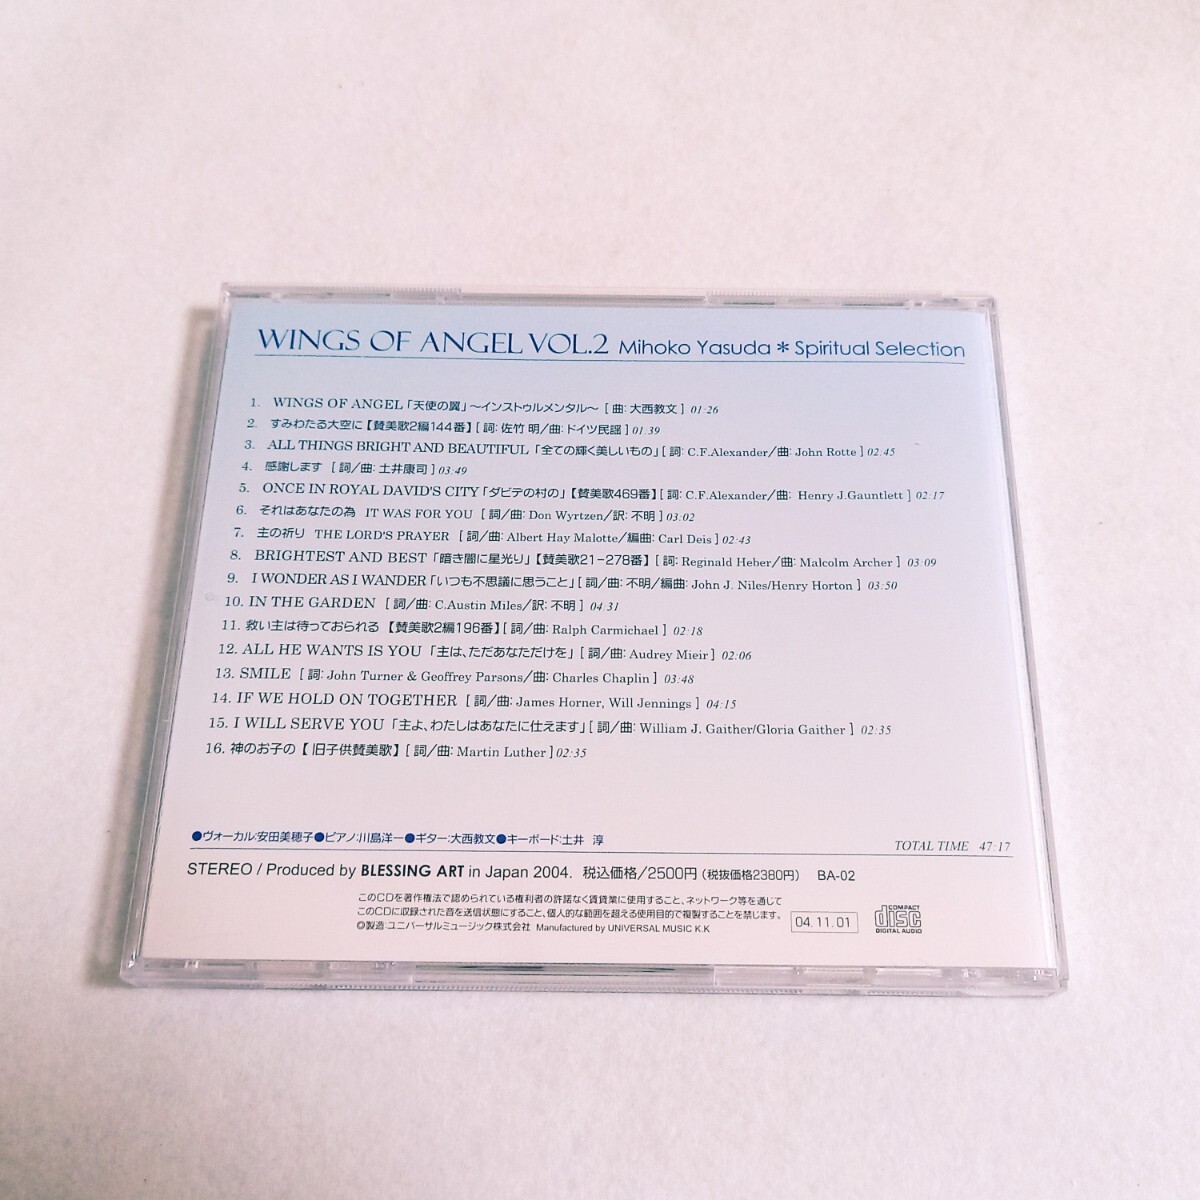 WINGS OF ANGEL VOL.2 Mihoko Yasuda＊Spiritual Selection
1. WINGS OF ANGEL「天使の翼」〜インストゥルメンタル〜 [ 曲: 大西教文 ] 01:26
2. すみわたる大空に【賛美歌2編144番】[ 詞: 佐竹 明／曲: ドイツ民謡 ] 01:39
3. ALL THINGS BRIGHT AND BEAUTIFUL 「全ての輝く美しいもの」[ 詞: C.F.Alexander／曲: John Rotte ] 02:45
4. 感謝します [ 詞／曲: 土井康司 ] 03:49
5. ONCE IN ROYAL DAVID'S CITY「ダビデの村の」【賛美歌469番】[ 詞: C.F.Alexander／曲: Henry J.Gauntlett ] 02:17
6. それはあなたの為 IT WAS FOR YOU [ 詞／曲: Don Wyrtzen／訳: 不明 ] 03:02
7. 主の祈り THE LORD'S PRAYER [ 詞／曲: Albert Hay Malotte／編曲: Carl Deis ] 02:43
8. BRIGHTEST AND BEST「暗き闇に星光り」【賛美歌21-278番】[ 詞: Reginald Heber／曲: Malcolm Archer ] 03:09
9. I WONDER AS I WANDER「いつも不思議に思うこと」[ 詞／曲: 不明／編曲: John J. Niles/Henry Horton ] 03:50
10. IN THE GARDEN [ 詞／曲: C.Austin Miles／訳: 不明 ] 04:31
11. 救い主は待っておられる 【賛美歌2編196番】[ 詞／曲: Ralph Carmichael ] 02:18
12. ALL HE WANTS IS YOU 「主は、ただあなただけを」[ 詞／曲: Audrey Mieir ] 02:06
13. SMILE [ 詞: John Turner & Geoffrey Parsons／曲: Charles Chaplin ] 03:48
14. IF WE HOLD ON TOGETHER [ 詞／曲: James Horner, Will Jennings ] 04:15
15. I WILL SERVE YOU 「主よ、わたしはあなたに仕えます」[ 詞／曲: William J. Gaither/Gloria Gaither ] 02:35
16. 神のお子の【 旧子供賛美歌】[ 詞／曲: Martin Luther ] 02:35
●ヴォーカル:安田美穂子●ピアノ:川島洋一●ギター:大西教文●キーボード:土井 淳
TOTAL TIME 47:17
STEREO / Produced by BLESSING ART in Japan 2004. 税込価格/2500円 (税抜価格2380円) BA-02
このCDを著作権法で認められている権利者の許諾なく賃貸業に使用すること、ネットワーク等を通じて
このCDに収録された音を送信状態にすること、個人的な範囲を超える使用目的で複製することを禁じます。
◎製造:ユニバーサルミュージック株式会社 Manufactured by UNIVERSAL MUSIC K.K
04.11.01
COMPACT
disc
DIGITAL AUDIO